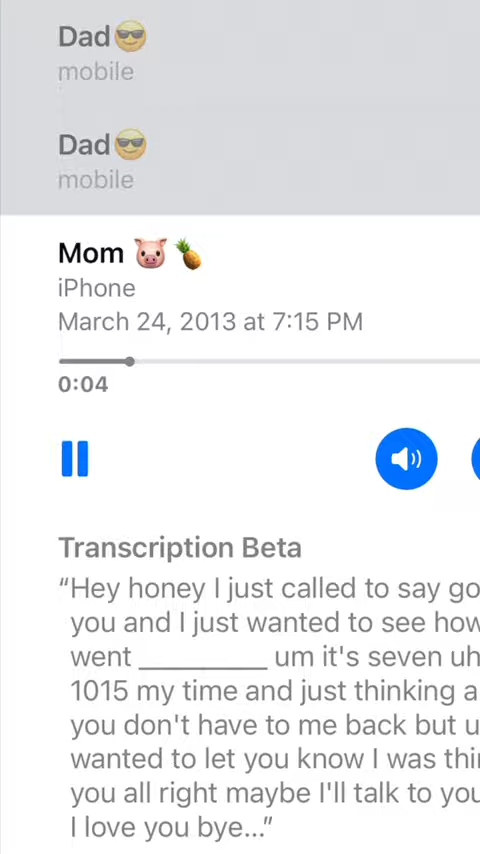 Dad😎
mobile
Dad😎
mobile
Mom 🐷🍍
iPhone
March 24, 2013 at 7:15 PM
0:04
Transcription Beta
“Hey honey I just called to say go
you and I just wanted to see how
went __________ um it's seven uh
1015 my time and just thinking a
you don't have to me back but u
wanted to let you know I was thi
you all right maybe I'll talk to you
I love you bye...”